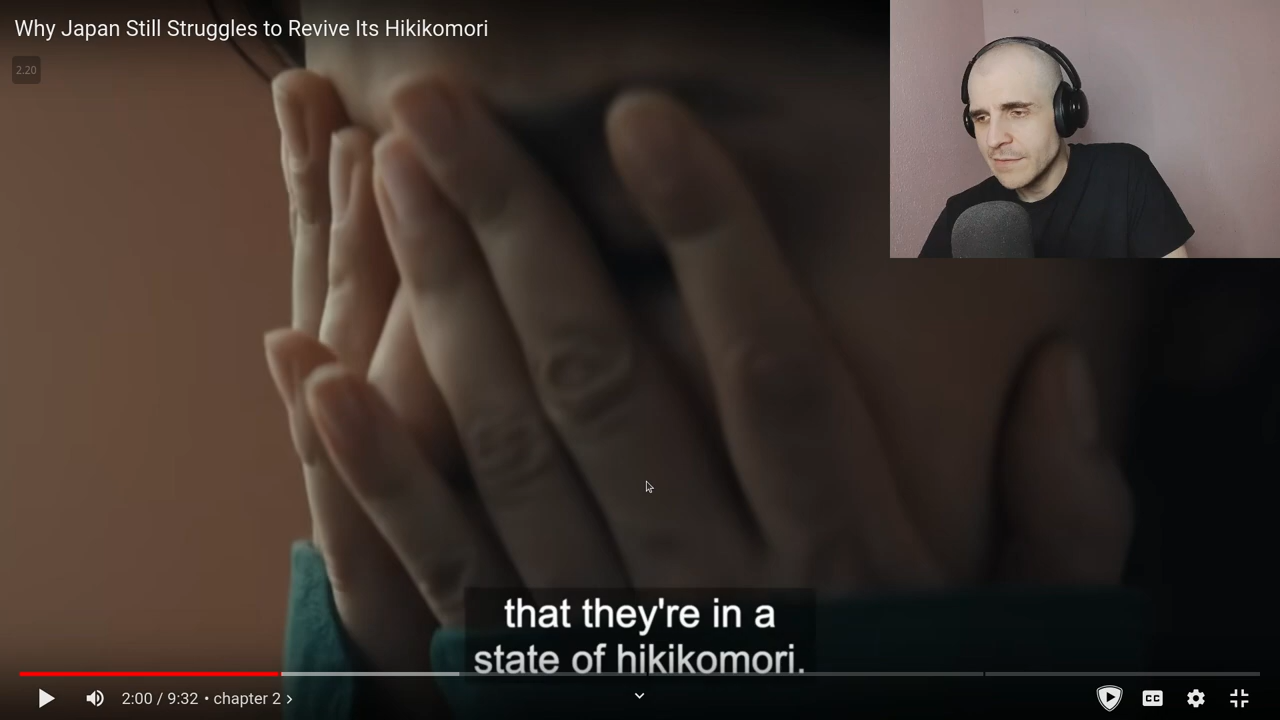 Why Japan Still Struggles to Revive Its Hikikomori
2.20
that they're in a
state of hikikomori.
2:00 / 9:32 • chapter 2 ›
CC